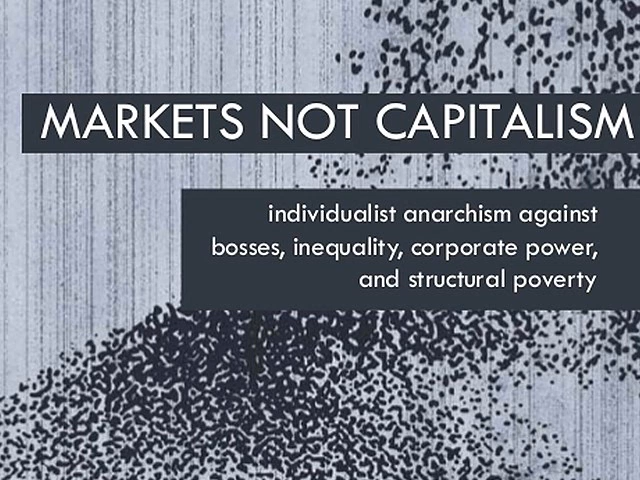 MARKETS NOT CAPITALISM
individualist anarchism against
bosses, inequality, corporate power,
and structural poverty